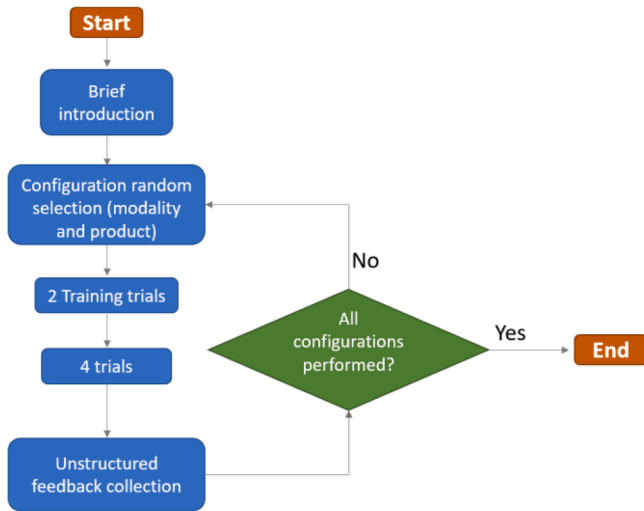 Start
Brief
introduction
Configuration random
selection (modality
and product)
2 Training trials
4 trials
Unstructured
feedback collection
All
configurations
performed?
No
Yes
End